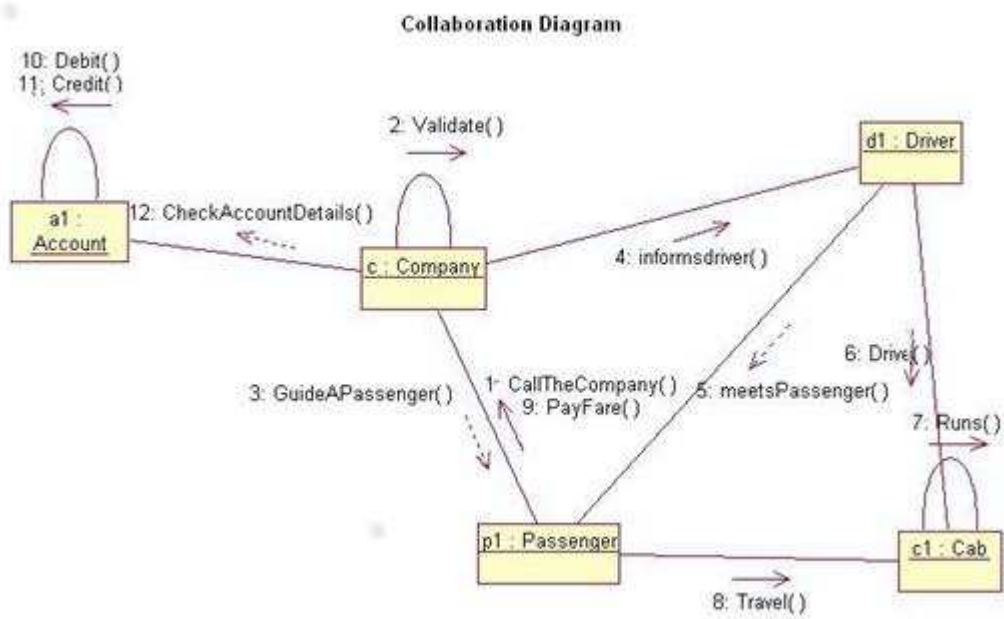 Collaboration Diagram
10: Debit( )
11: Credit( )
2: Validate( )
d1 : Driver
a1 :
Account
12: CheckAccountDetails( )
c : Company
4: informsdriver( )
6: Drive( )
3: GuideAPassenger( )
1: CallTheCompany( )
9: PayFare( )
5: meetsPassenger( )
7: Runs( )
p1 : Passenger
c1 : Cab
8: Travel( )